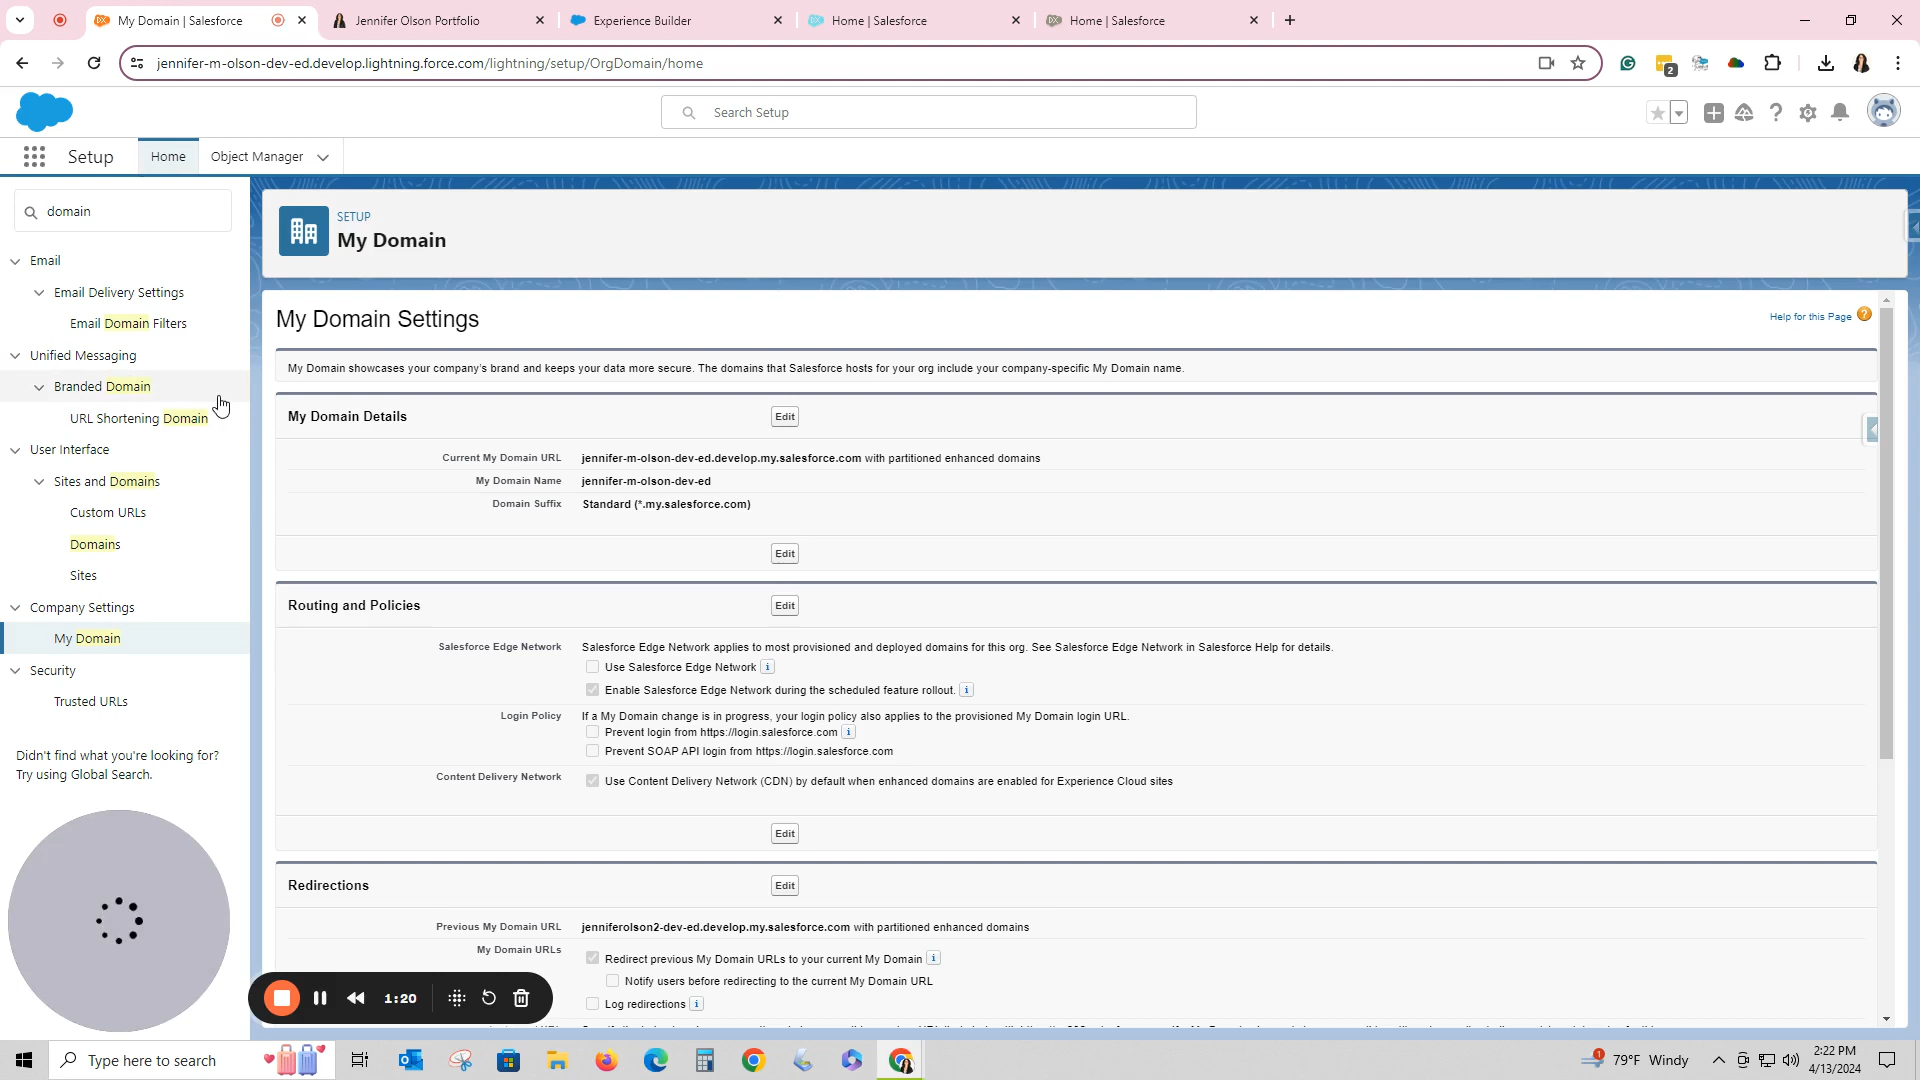 My Domain | Salesforce
Jennifer Olson Portfolio
Experience Builder
Home | Salesforce
Home | Salesforce
jennifer-m-olson-dev-ed.develop.lightning.force.com/lightning/setup/OrgDomain/home
2
Search Setup
Setup
Home
Object Manager
domain
SETUP
My Domain
Email
Email Delivery Settings
Email Domain Filters
Unified Messaging
Branded Domain
URL Shortening Domain
User Interface
Sites and Domains
Custom URLs
Domains
Sites
Company Settings
My Domain
Security
Trusted URLs
Didn't find what you're looking for?
Try using Global Search.
My Domain Settings
Help for this Page
My Domain showcases your company's brand and keeps your data more secure. The domains that Salesforce hosts for your org include your company-specific My Domain name.
My Domain Details
Edit
Current My Domain URL jennifer-m-olson-dev-ed.develop.my.salesforce.com with partitioned enhanced domains
My Domain Name jennifer-m-olson-dev-ed
Domain Suffix Standard (*.my.salesforce.com)
Edit
Routing and Policies
Edit
Salesforce Edge Network Salesforce Edge Network applies to most provisioned and deployed domains for this org. See Salesforce Edge Network in Salesforce Help for details.
Use Salesforce Edge Network
Enable Salesforce Edge Network during the scheduled feature rollout.
Login Policy If a My Domain change is in progress, your login policy also applies to the provisioned My Domain login URL.
Prevent login from https://login.salesforce.com
Prevent SOAP API login from https://login.salesforce.com
Content Delivery Network Use Content Delivery Network (CDN) by default when enhanced domains are enabled for Experience Cloud sites
Edit
Redirections
Edit
Previous My Domain URL jenniferolson2-dev-ed.develop.my.salesforce.com with partitioned enhanced domains
My Domain URLs Redirect previous My Domain URLs to your current My Domain
Notify users before redirecting to the current My Domain URL
Log redirections
1:20
Type here to search
1
79°F Windy
2:22 PM
4/13/2024